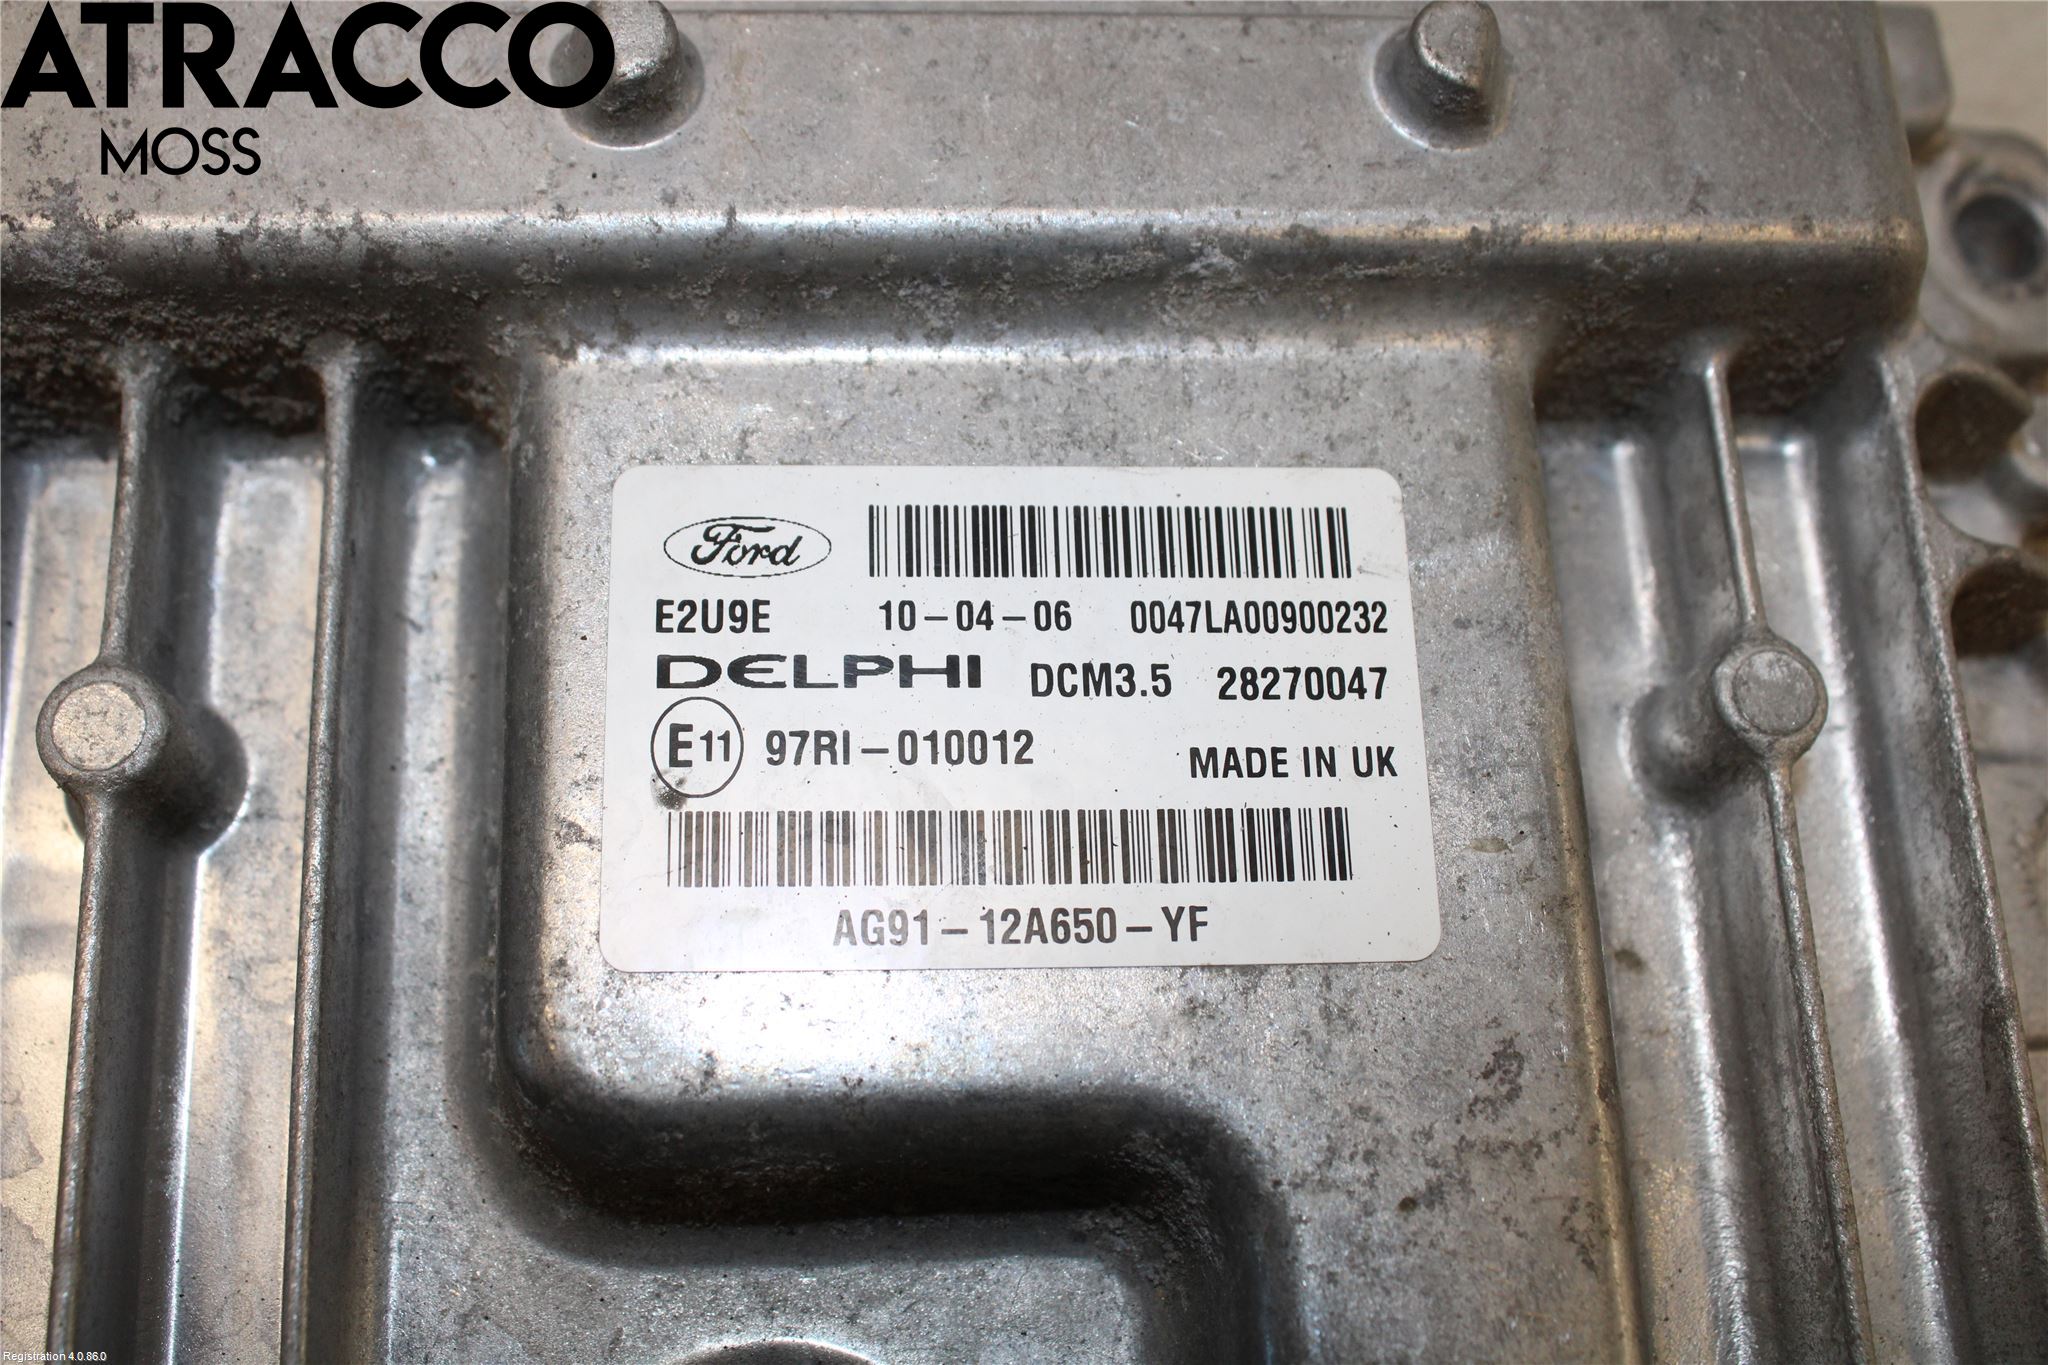 ATRACCO
MOSS
Ford
E2U9E 10-04-06 0047LA00900232
DELPHI DCM3.5 28270047
E11 97RI-010012 MADE IN UK
AG91-12A650-YF
Registration 4.0.86.0